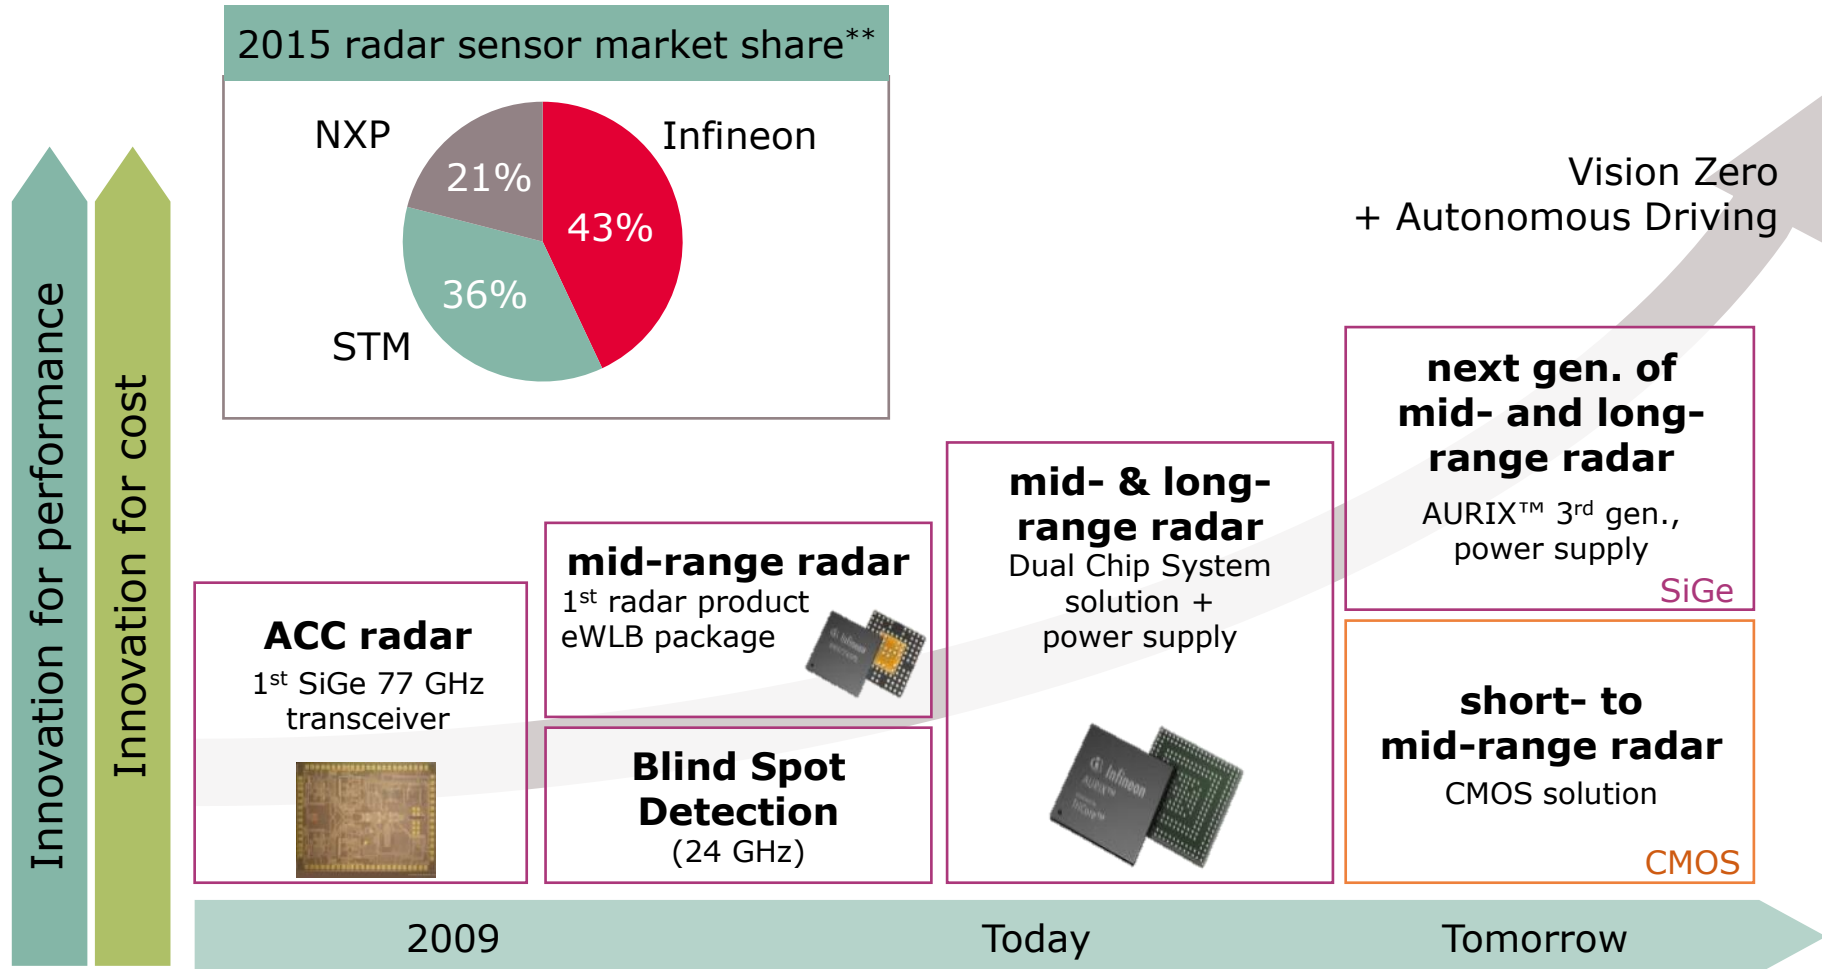 2015 radar sensor market share**
NXP
Infineon
21%
43%
36%
STM
Vision Zero
+ Autonomous Driving
Innovation for performance
Innovation for cost
ACC radar
1st SiGe 77 GHz
transceiver
mid-range radar
1st radar product
eWLB package
Infineon
Blind Spot
Detection
(24 GHz)
mid- & long-
range radar
Dual Chip System
solution +
power supply
Infineon
AURIX™
TriCore™
next gen. of
mid- and long-
range radar
AURIX™ 3rd gen.,
power supply
SiGe
short- to
mid-range radar
CMOS solution
CMOS
2009
Today
Tomorrow